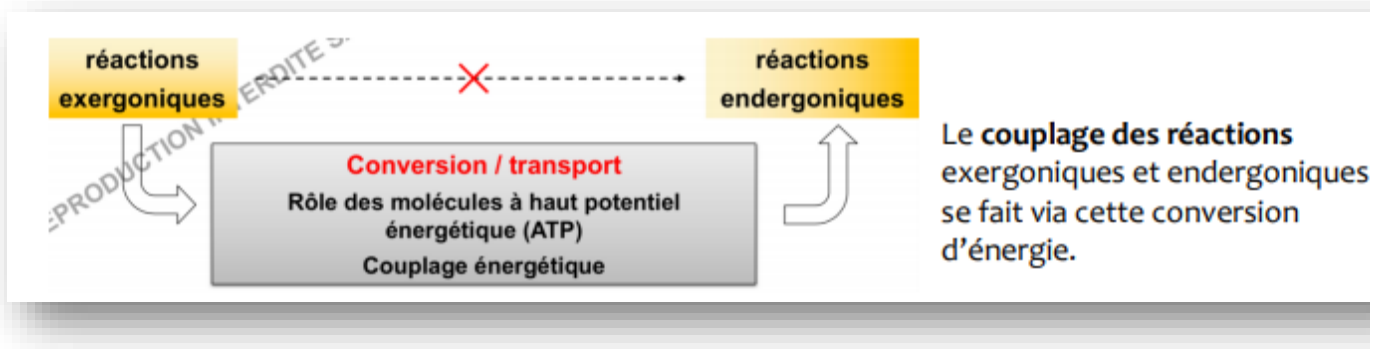 réactions
exergoniques
réactions
endergoniques
Conversion / transport
Rôle des molécules à haut potentiel
énergétique (ATP)
Couplage énergétique
Le couplage des réactions
exergoniques et endergoniques
se fait via cette conversion
d'énergie.